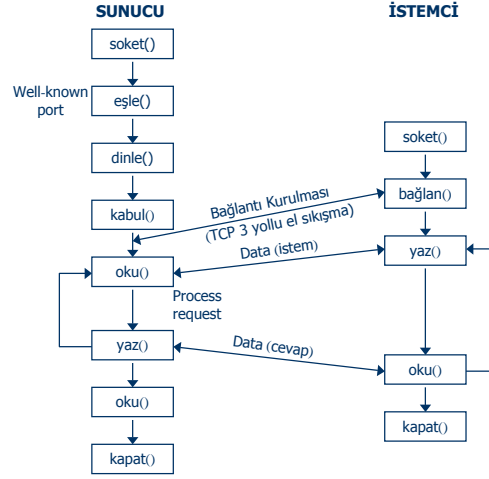 SUNUCU
İSTEMCİ
soket()
Well-known
port
eşle()
dinle()
soket()
kabul()
Bağlantı Kurulması
(TCP 3 yollu el sıkışma)
bağlan()
Data (istem)
yaz()
oku()
Process
request
yaz()
Data (cevap)
oku()
oku()
kapat()
kapat()